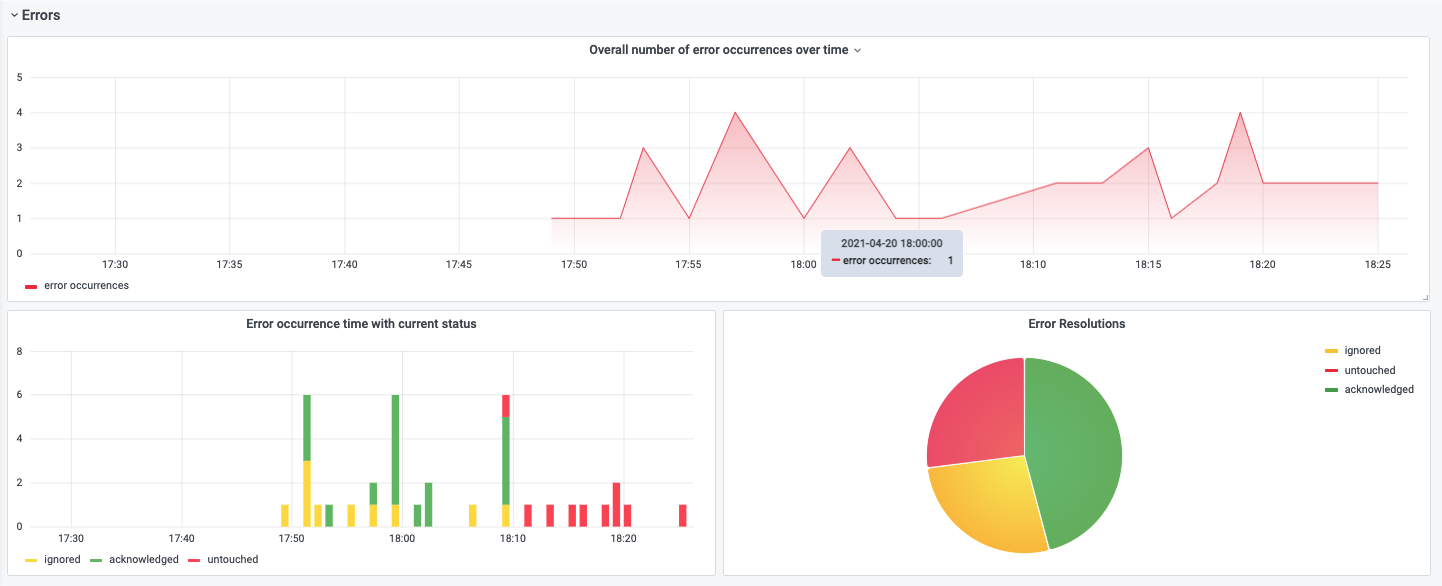 Errors
Overall number of error occurrences over time
5
4
3
2
1
0
17:30 17:35 17:40 17:45 17:50 17:55 18:00 18:10 18:15 18:20 18:25
2021-04-20 18:00:00
error occurrences: 1
error occurrences
Error occurrence time with current status
8
6
4
2
0
17:30 17:40 17:50 18:00 18:10 18:20
ignored acknowledged untouched
Error Resolutions
ignored
untouched
acknowledged